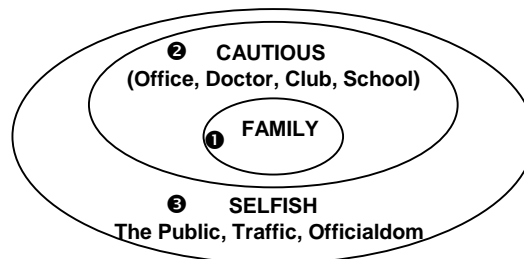 ❷ CAUTIOUS
(Office, Doctor, Club, School)
FAMILY
❶
❸ SELFISH
The Public, Traffic, Officialdom